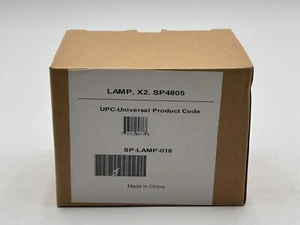 LAMP, X2. SP4805
UPC-Universal Product Code
SP-LAMP-018
Made in China